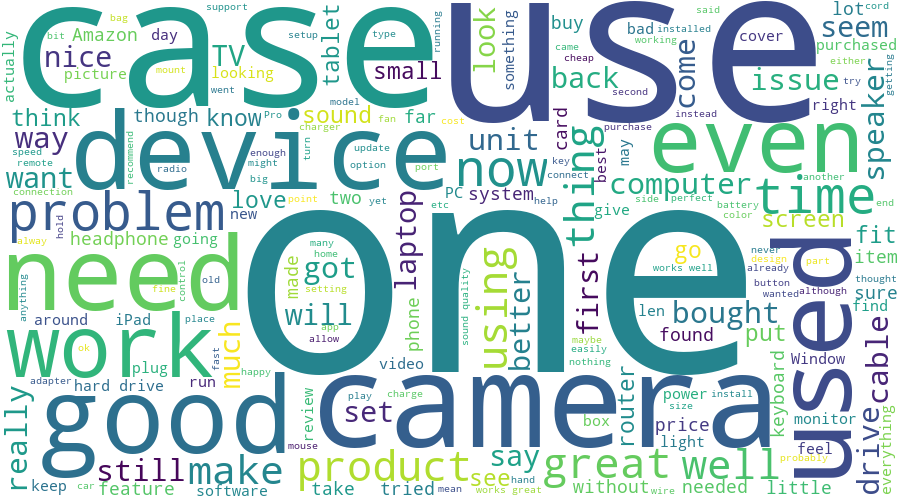 case
use
one
device
even
need
work
good
camera
used
problem
now
time
great
well
product
make
still
using
thing
first
better
bought
computer
issue
seem
speaker
look
tablet
TV
nice
small
back
buy
come
unit
system
laptop
want
way
think
though
know
sound
far
love
two
new
headphone
going
got
will
made
many
home
setting
app
allow
phone
sound quality
much
around
iPad
place
control
old
fine
anything
plug
run
fast
happy
adapter
hard drive
really
keep
car
feature
software
review
set
play
charge
mouse
video
take
tried
mean
see
works great
hand
say
box
without
wire
needed
little
router
price
light
power
size
install
keyboard
monitor
feel
probably
drive
cable
everything
Window
put
found
len
go
works well
maybe
easily
nothing
screen
fit
item
sure
find
thought
although
wanted
button
already
design
never
part
another
end
battery
color
perfect
side
give
PC
etc
help
connect
key
best
may
card
purchase
instead
second
cheap
came
working
installed
bad
something
running
lot
purchased
either
try
getting
said
cord
cover
right
actually
Amazon
picture
bit
bag
day
mount
went
looking
support
setup
type
model
Pro
charger
fan
cost
turn
update
option
port
point
yet
enough
might
big
radio
recommend
speed
remote
connection
hold
alway
ok